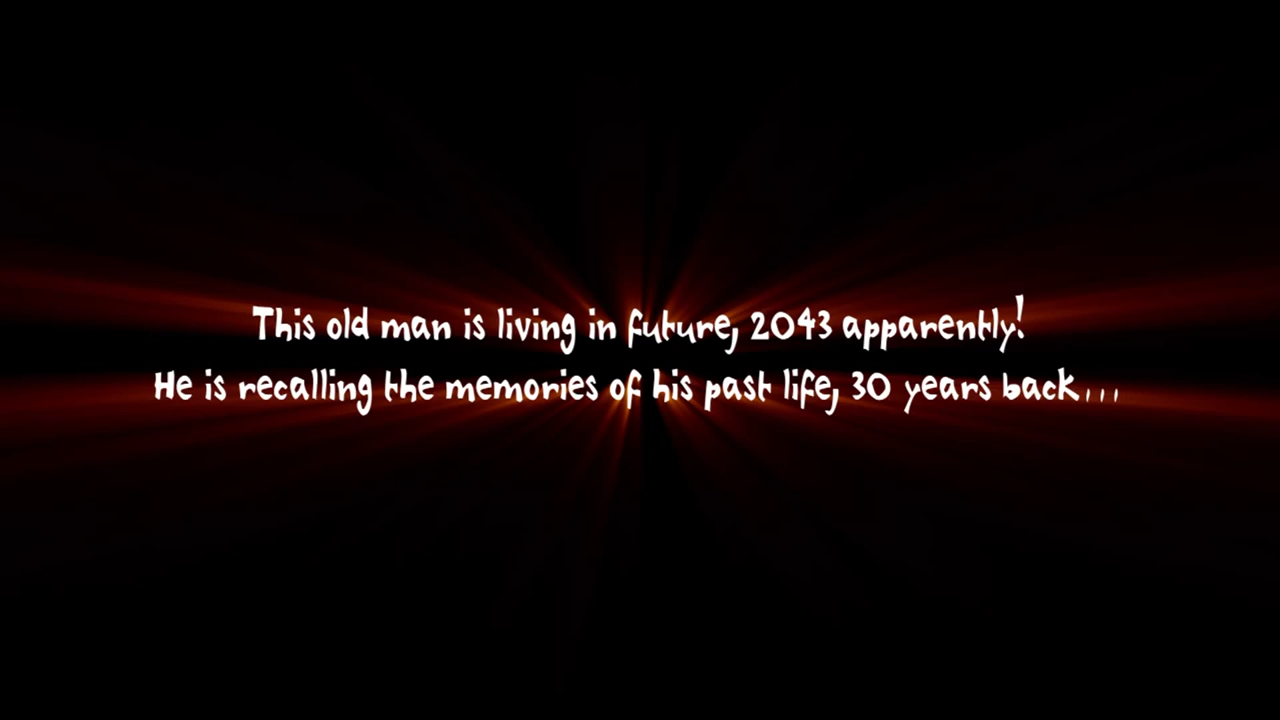 This old man is living in future, 2043 apparently!
He is recalling the memories of his past life, 30 years back...